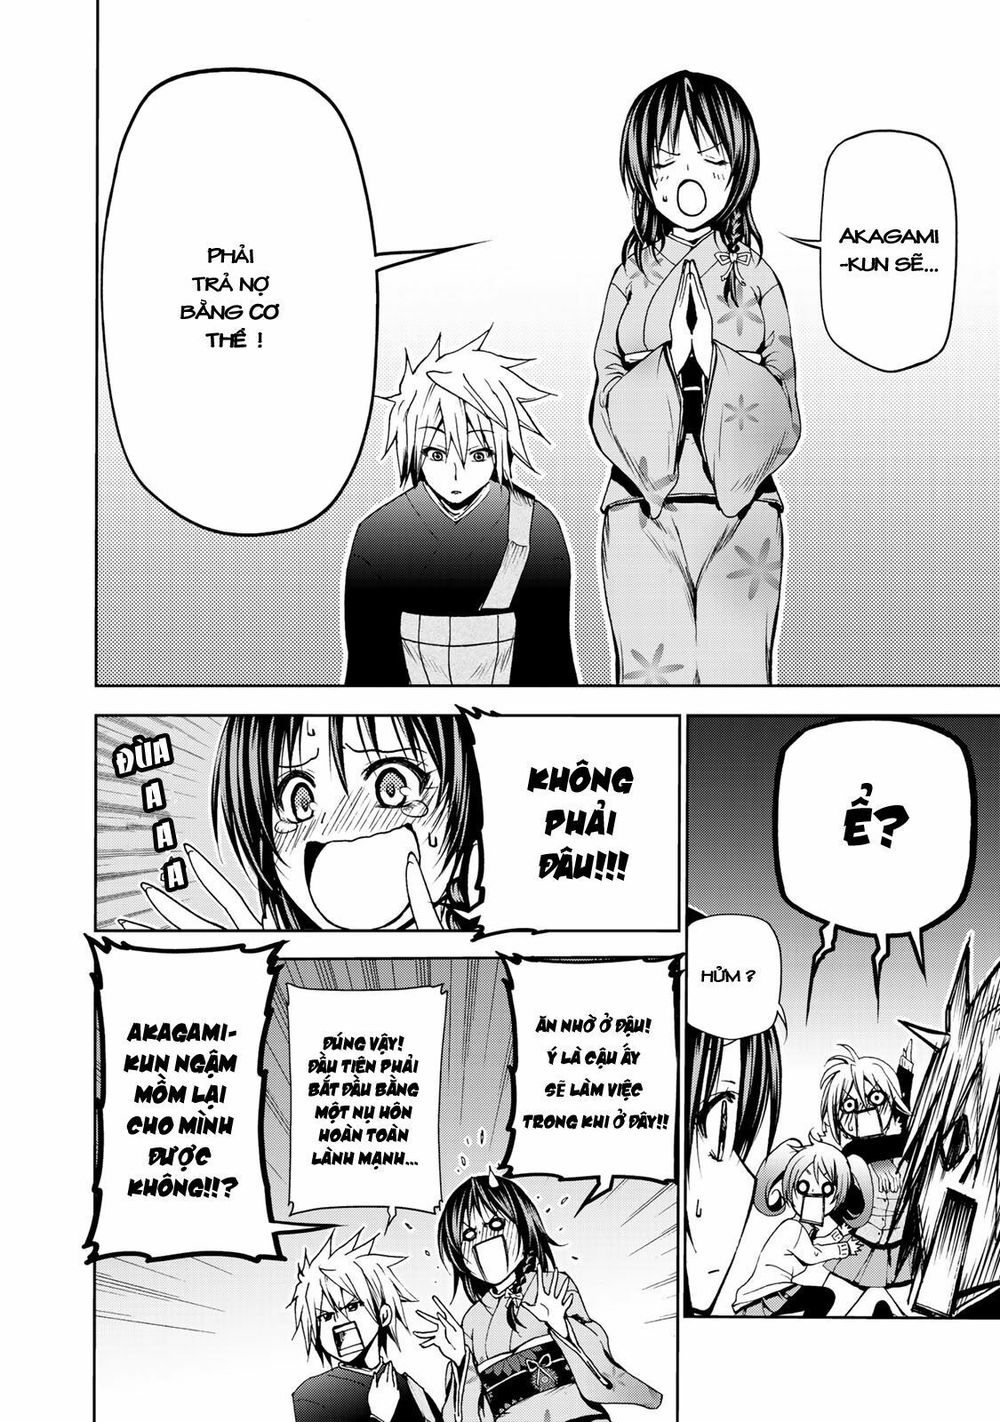 AKAGAMI
-KUN SẼ...
PHẢI
TRẢ NỢ
BẰNG CƠ
THỂ !
Ể?
HỬM ?
KHÔNG
PHẢI
ĐÂU!!!
ĐÙA
A
A
A
Ă
ĂN NHỜ Ở ĐẬU!
Ý LÀ CẬU ẤY
SẼ LÀM VIỆC
TRONG KHI Ở ĐÂY!!
ĐÚNG VẬY!
ĐẦU TIÊN PHẢI
BẮT ĐẦU BẰNG
MỘT NỤ HÔN
HOÀN TOÀN
LÀNH MẠNH...
AKAGAMI-
KUN NGẬM
MỒM LẠI
CHO MÌNH
ĐƯỢC
KHÔNG!!?